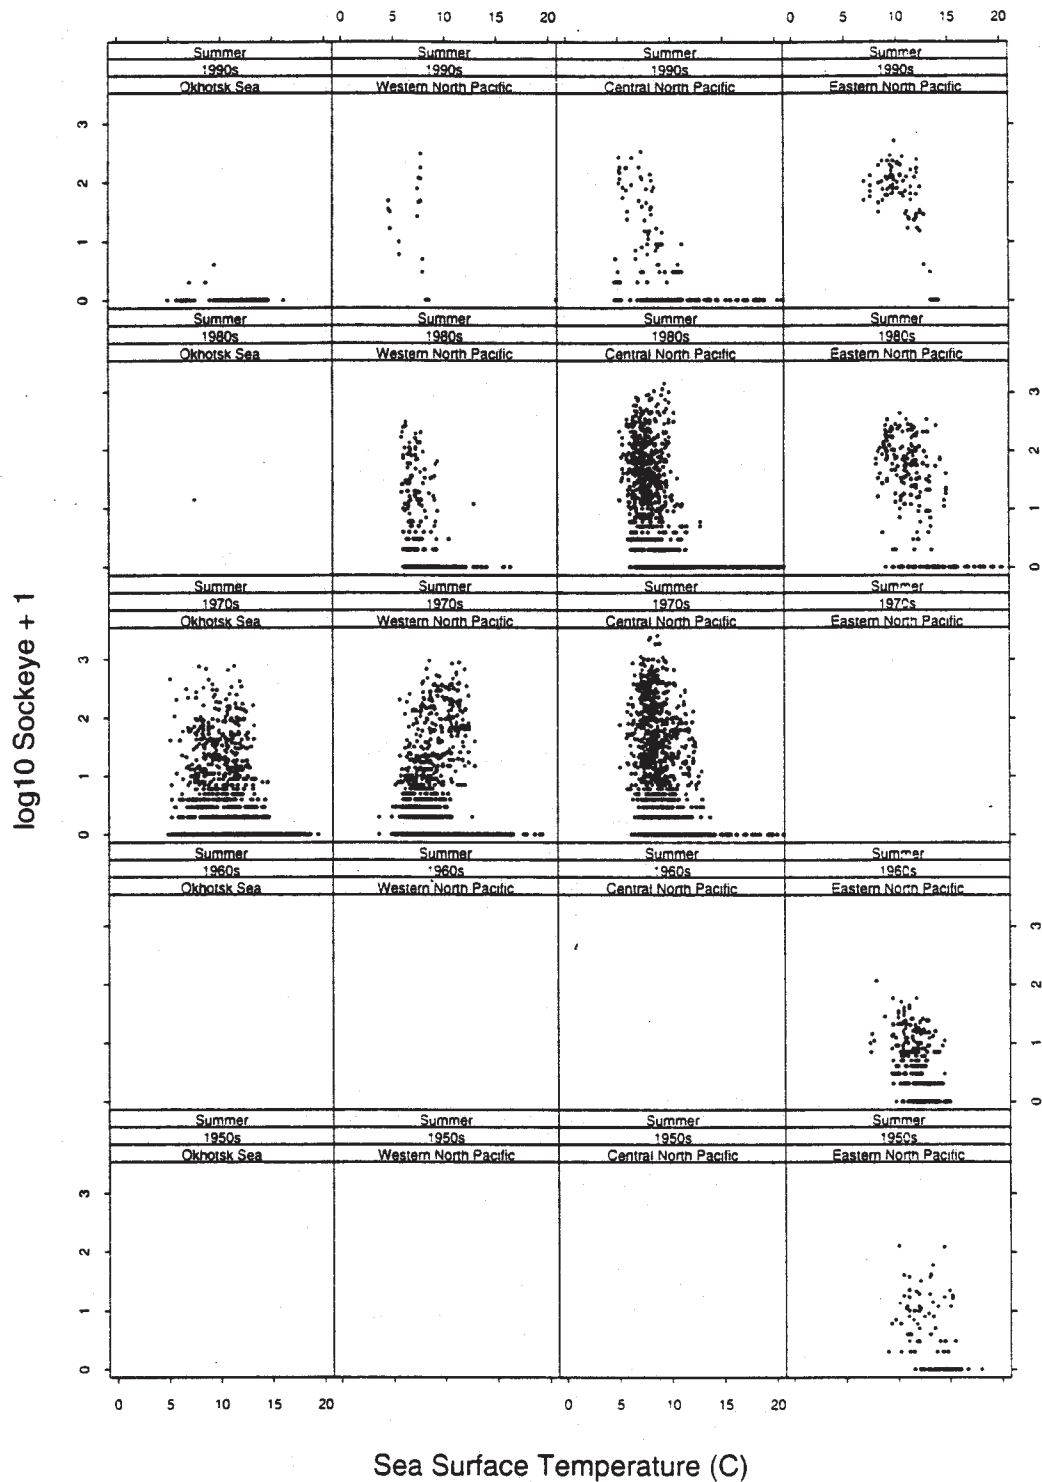 0 5 10 15 20 0 5 10 15 20
Summer Summer Summer Summer
1990s 1990s 1990s 1990s
Okhotsk Sea Western North Pacific Central North Pacific Eastern North Pacific
3
2
1
0
Summer Summer Summer Summer
1980s 1980s 1980s 1980s
Okhotsk Sea Western North Pacific Central North Pacific Eastern North Pacific
3
2
1
0
Summer Summer Summer Summer
1970s 1970s 1970s 1970s
Okhotsk Sea Western North Pacific Central North Pacific Eastern North Pacific
3
2
1
0
log10 Sockeye + 1
Summer Summer Summer Summer
1960s 1960s 1960s 1960s
Okhotsk Sea Western North Pacific Central North Pacific Eastern North Pacific
3
2
1
0
Summer Summer Summer Summer
1950s 1950s 1950s 1950s
Okhotsk Sea Western North Pacific Central North Pacific Eastern North Pacific
3
2
1
0
0 5 10 15 20 0 5 10 15 20
Sea Surface Temperature (C)